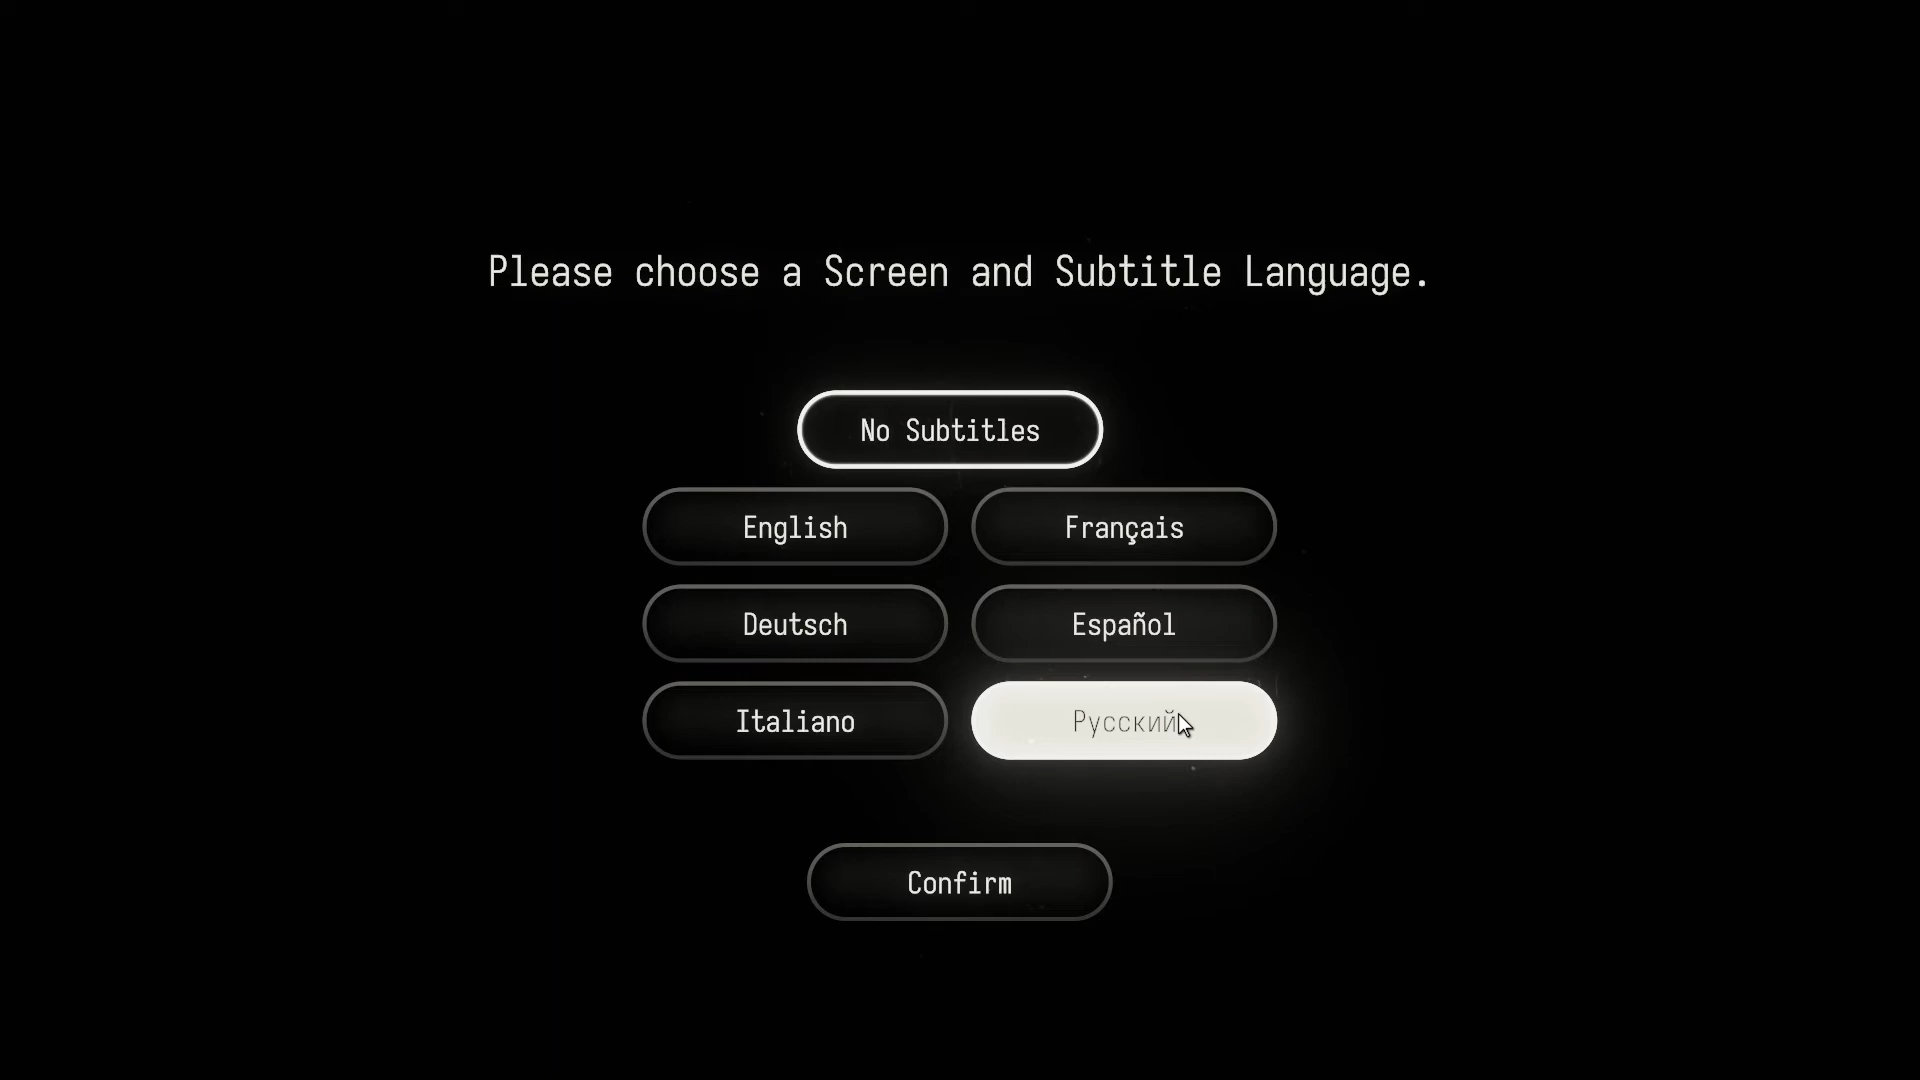 Please choose a Screen and Subtitle Language.
No Subtitles
English
Français
Deutsch
Español
Italiano
Русский
Confirm